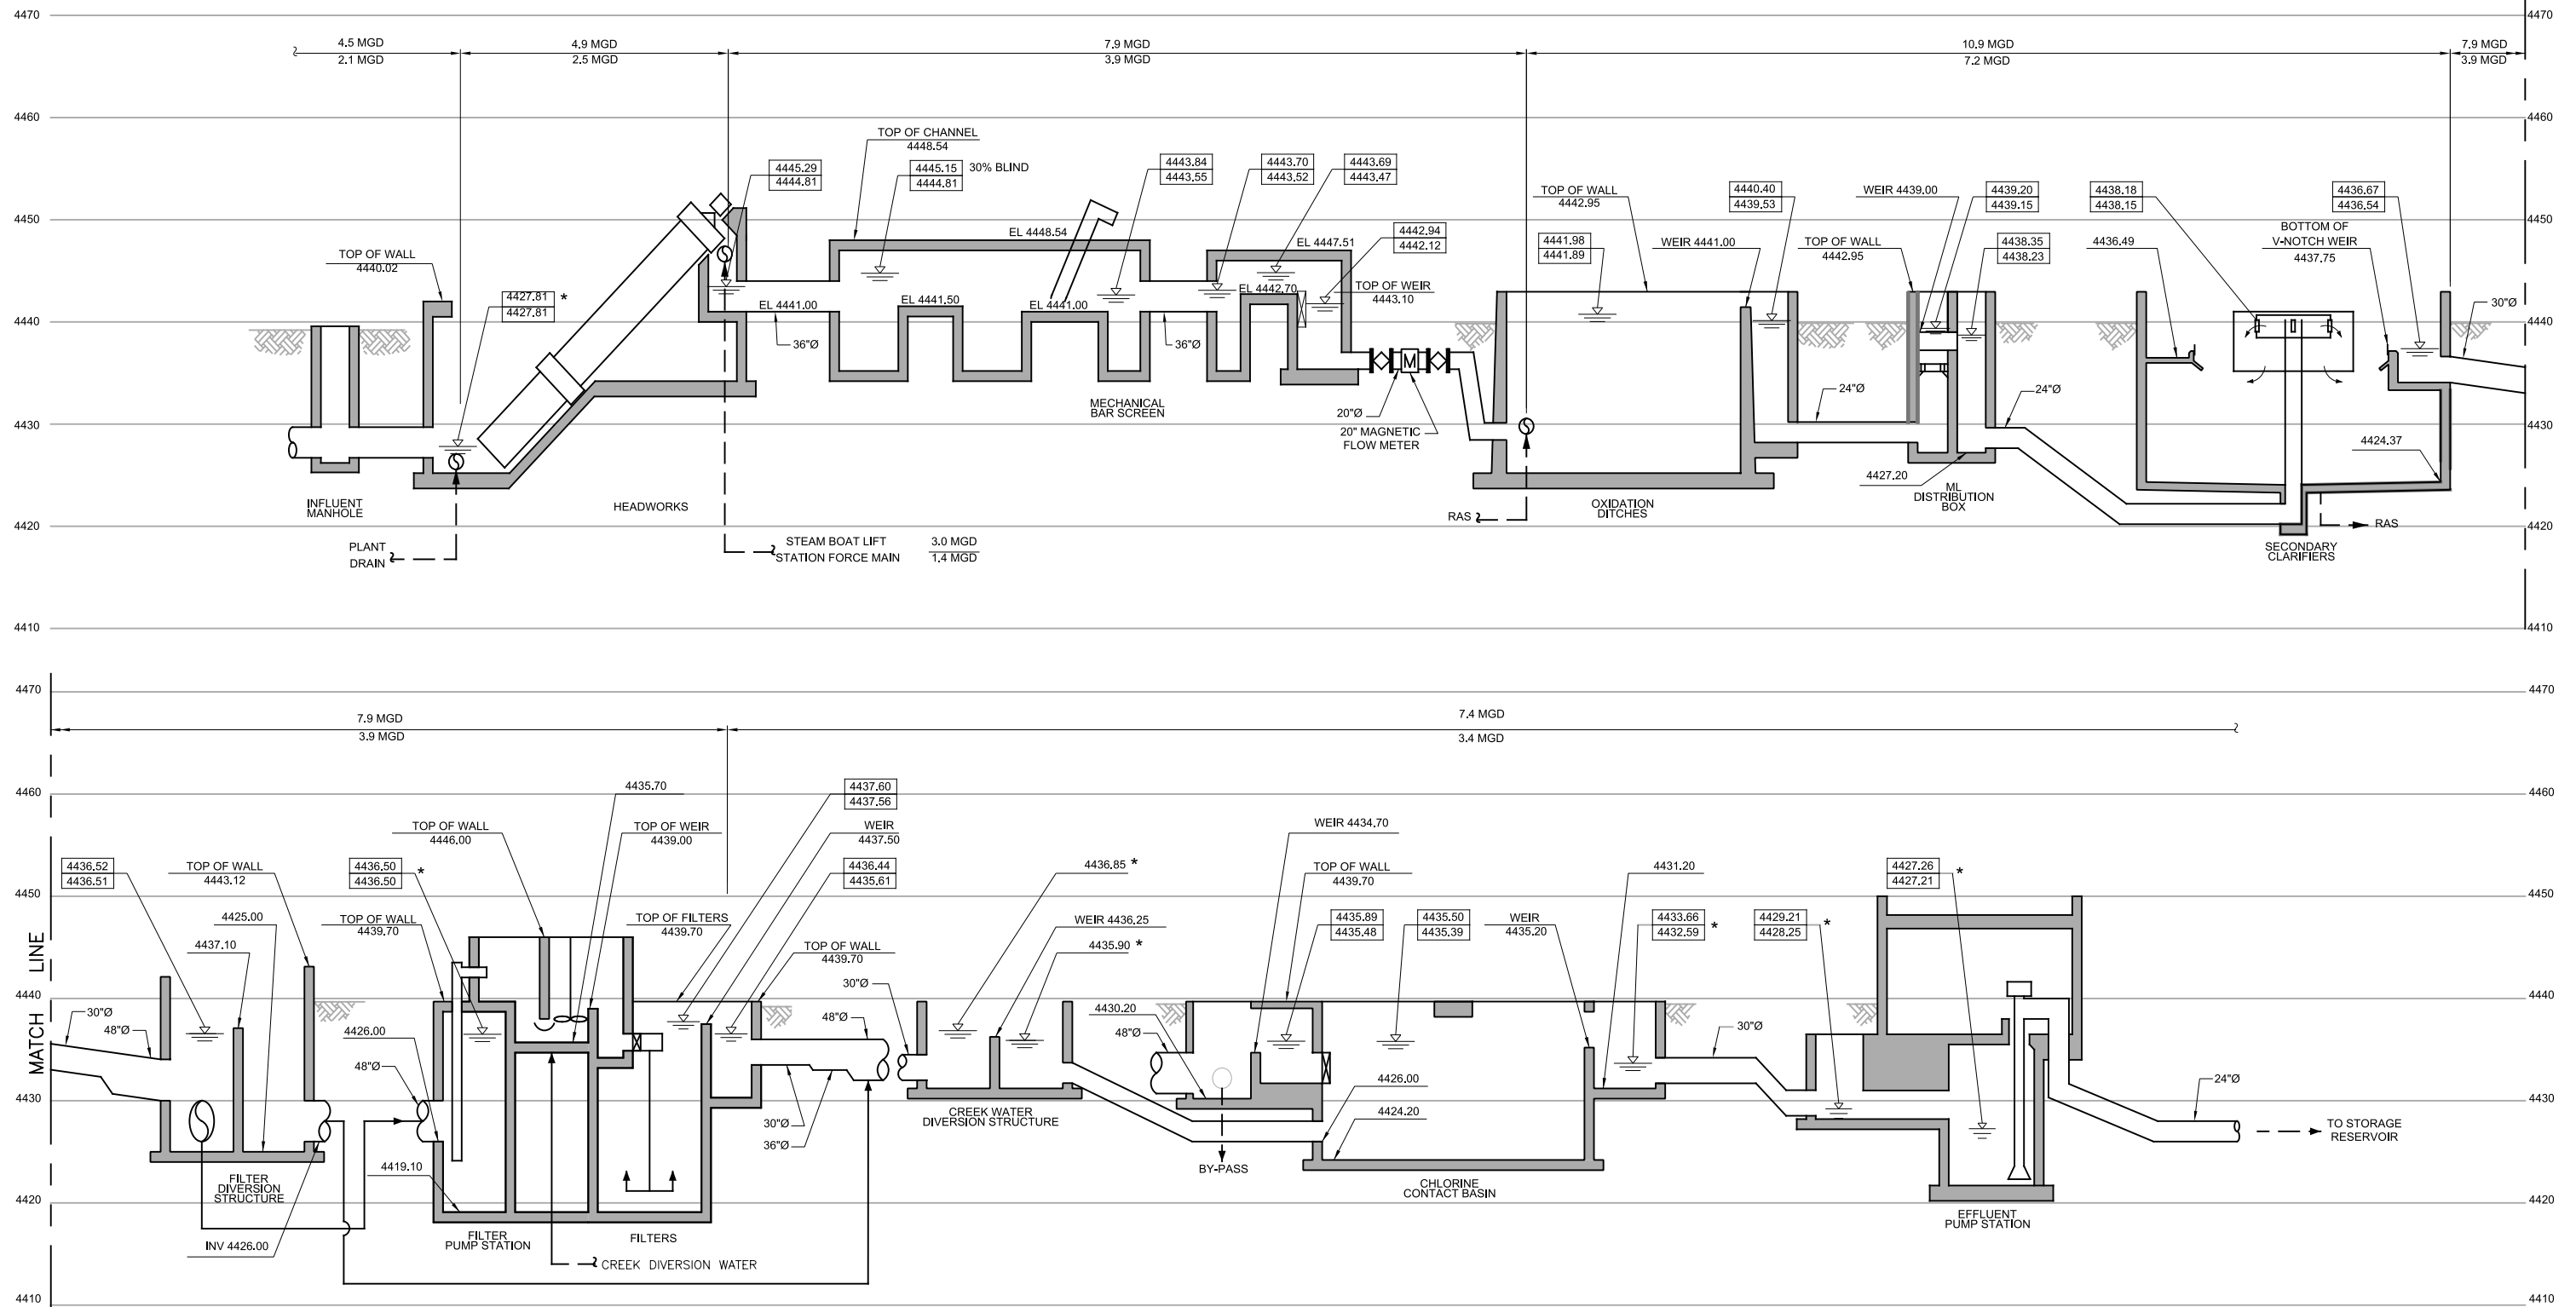 4470
4470
4.5 MGD
2.1 MGD
4.9 MGD
2.5 MGD
7.9 MGD
3.9 MGD
10.9 MGD
7.2 MGD
7.9 MGD
3.9 MGD
4460
4460
TOP OF CHANNEL
4448.54
4445.29
4444.81
4445.15
4444.81
30% BLIND
4443.84
4443.55
4443.70
4443.52
4443.69
4443.47
TOP OF WALL
4442.95
4440.40
4439.53
WEIR 4439.00
4439.20
4439.15
4438.18
4438.15
4436.67
4436.54
4450
4450
TOP OF WALL
4440.02
EL 4448.54
EL 4447.51
4442.94
4442.12
4441.98
4441.89
WEIR 4441.00
TOP OF WALL
4442.95
4438.35
4438.23
4436.49
BOTTOM OF
V-NOTCH WEIR
4437.75
4427.81
4427.81
*
EL 4441.00
EL 4441.50
EL 4441.00
EL 4442.70
TOP OF WEIR
4443.10
30"Ø
4440
4440
36"Ø
36"Ø
MECHANICAL
BAR SCREEN
20"Ø
M
20" MAGNETIC
FLOW METER
24"Ø
24"Ø
4430
4430
4424.37
4427.20
INFLUENT
MANHOLE
HEADWORKS
OXIDATION
DITCHES
ML
DISTRIBUTION
BOX
RAS
RAS
4420
4420
PLANT
DRAIN
STEAM BOAT LIFT
STATION FORCE MAIN
3.0 MGD
1.4 MGD
SECONDARY
CLARIFIERS
4410
4410
4470
4470
7.9 MGD
3.9 MGD
7.4 MGD
3.4 MGD
4460
4460
4435.70
4437.60
4437.56
TOP OF WALL
4446.00
TOP OF WEIR
4439.00
WEIR
4437.50
WEIR 4434.70
4436.52
4436.51
TOP OF WALL
4443.12
4436.50
4436.50
*
4436.44
4435.61
4436.85 *
TOP OF WALL
4439.70
4431.20
4427.26
4427.21
*
4450
4450
4425.00
4437.10
TOP OF WALL
4439.70
TOP OF FILTERS
4439.70
TOP OF WALL
4439.70
WEIR 4436.25
4435.90 *
4435.89
4435.48
4435.50
4435.39
WEIR
4435.20
4433.66
4432.59
*
4429.21
4428.25
*
MATCH LINE
4440
4440
30"Ø
48"Ø
4426.00
48"Ø
48"Ø
30"Ø
4430.20
48"Ø
30"Ø
4430
4430
30"Ø
36"Ø
4426.00
4424.20
24"Ø
CREEK WATER
DIVERSION STRUCTURE
TO STORAGE
RESERVOIR
4419.10
BY-PASS
FILTER
DIVERSION
STRUCTURE
CHLORINE
CONTACT BASIN
4420
4420
EFFLUENT
PUMP STATION
INV 4426.00
FILTER
PUMP STATION
FILTERS
CREEK DIVERSION WATER
4410
4410